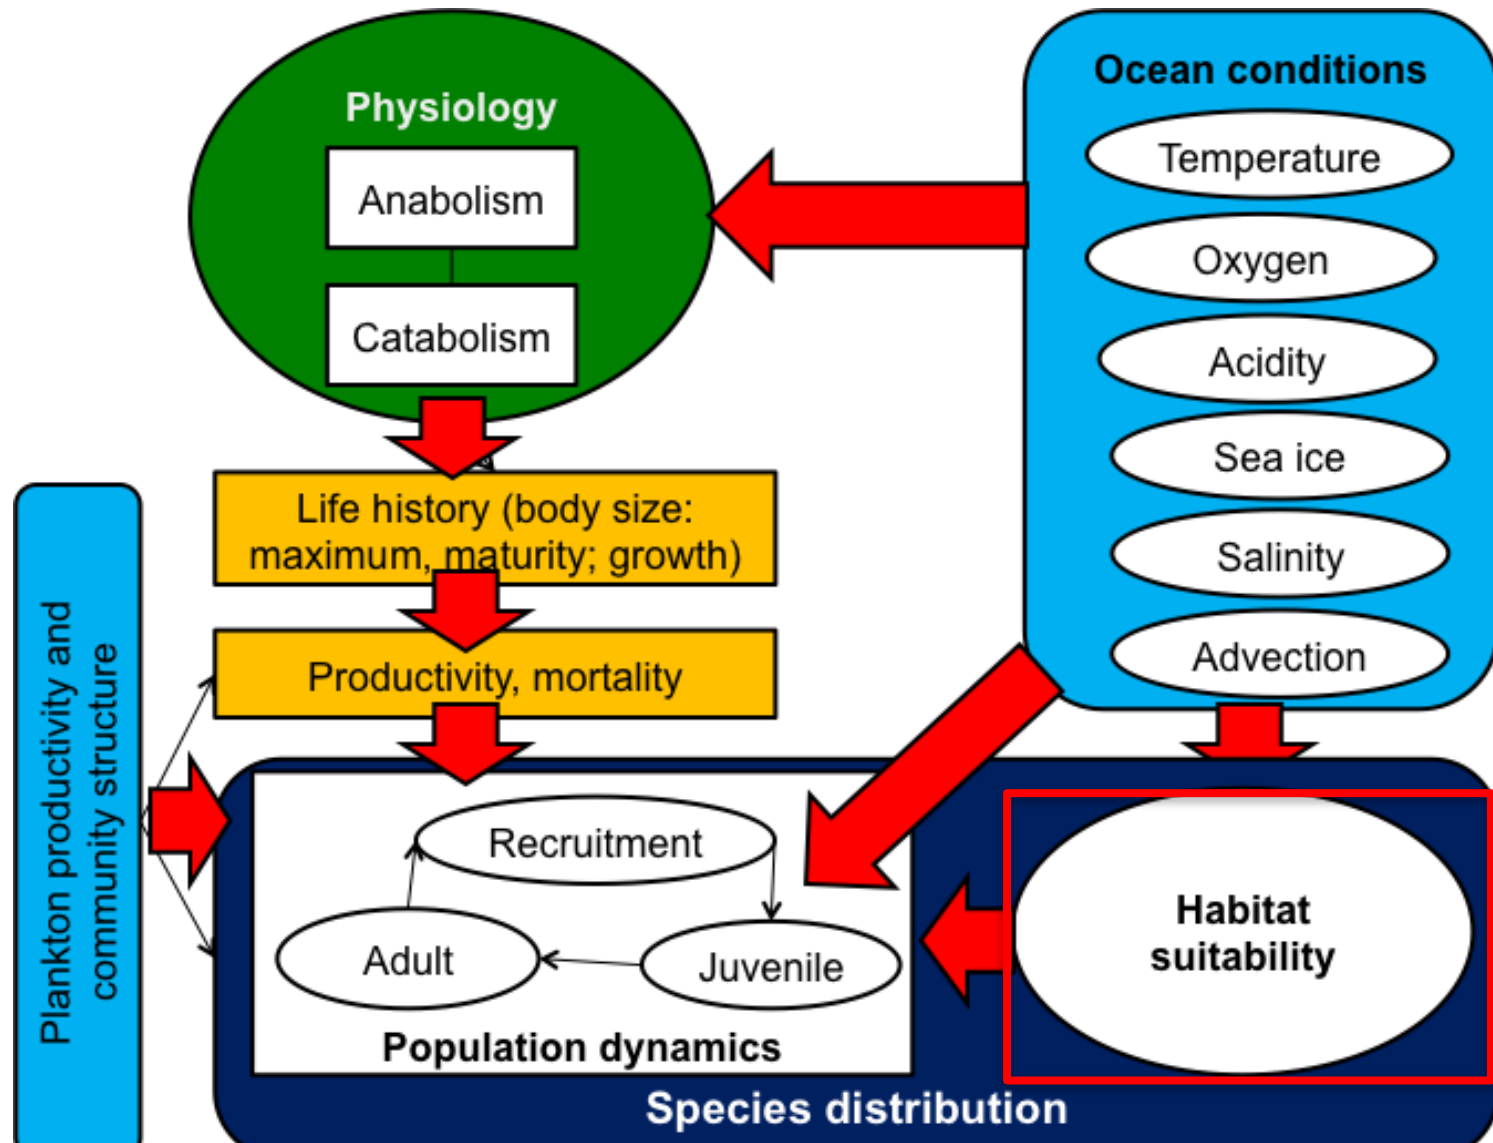 Physiology
Anabolism
Catabolism
Life history (body size:
maximum, maturity; growth)
Productivity, mortality
Plankton productivity and
community structure
Ocean conditions
Temperature
Oxygen
Acidity
Sea ice
Salinity
Advection
Recruitment
Adult
Juvenile
Population dynamics
Habitat
suitability
Species distribution